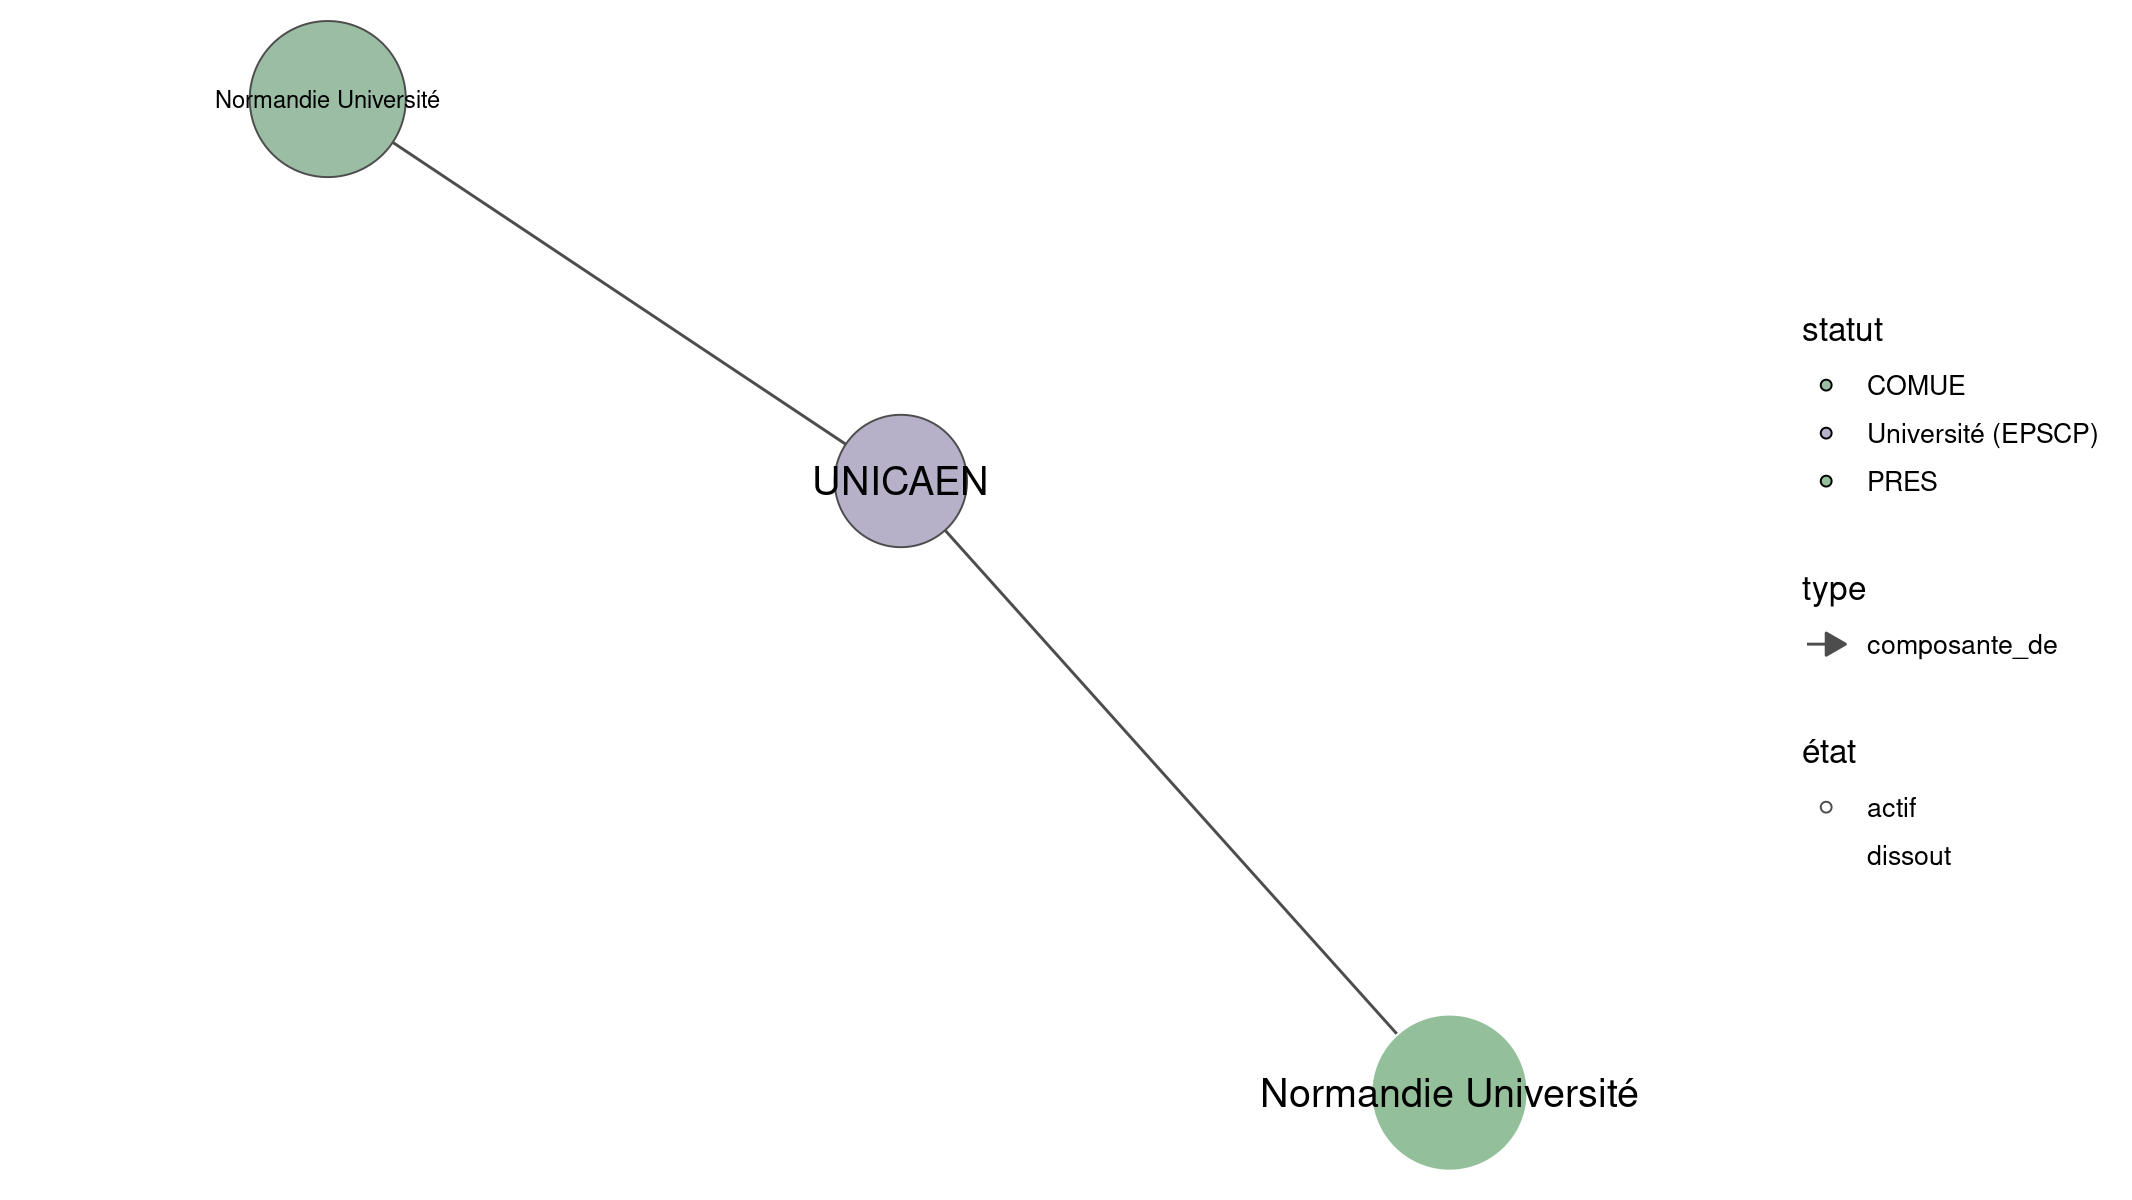 Normandie Université
UNICAEN
Normandie Université
statut
COMUE
Université (EPSCP)
PRES
type
composante_de
état
actif
dissout